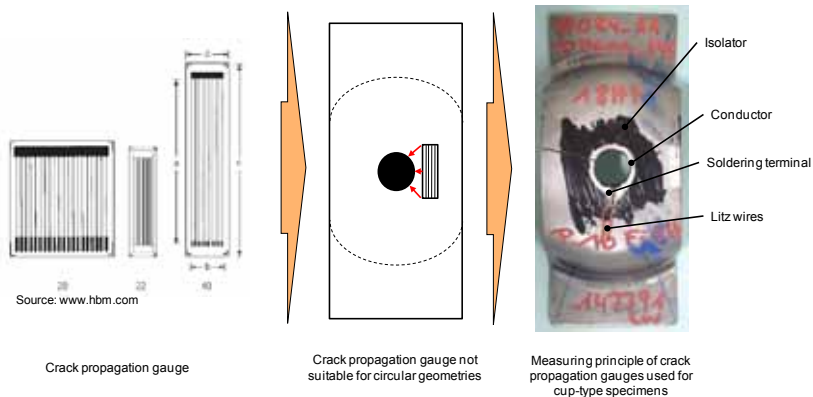 c
a
c
b
20
22
40
Source: www.hbm.com
Crack propagation gauge
Crack propagation gauge not
suitable for circular geometries
Isolator
Conductor
Soldering terminal
Litz wires
Measuring principle of crack
propagation gauges used for
cup-type specimens